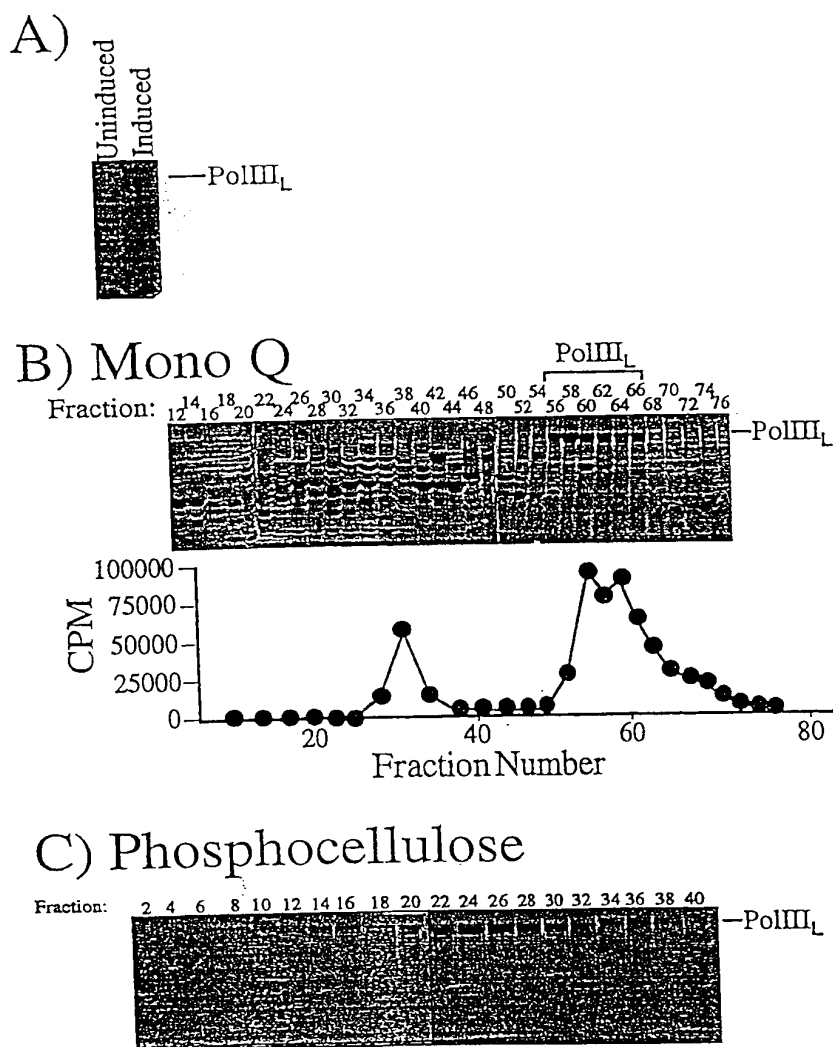 A)
Uninduced
Induced
PolIII_L
B) Mono Q
PolIII_L
Fraction: 12 14 16 18 20 22 24 26 28 30 32 34 36 38 40 42 44 46 48 50 52 54 56 58 60 62 64 66 68 70 72 74 76
PolIII_L
100000
75000
50000
25000
0
CPM
20 40 60 80
Fraction Number
C) Phosphocellulose
Fraction: 2 4 6 8 10 12 14 16 18 20 22 24 26 28 30 32 34 36 38 40
PolIII_L